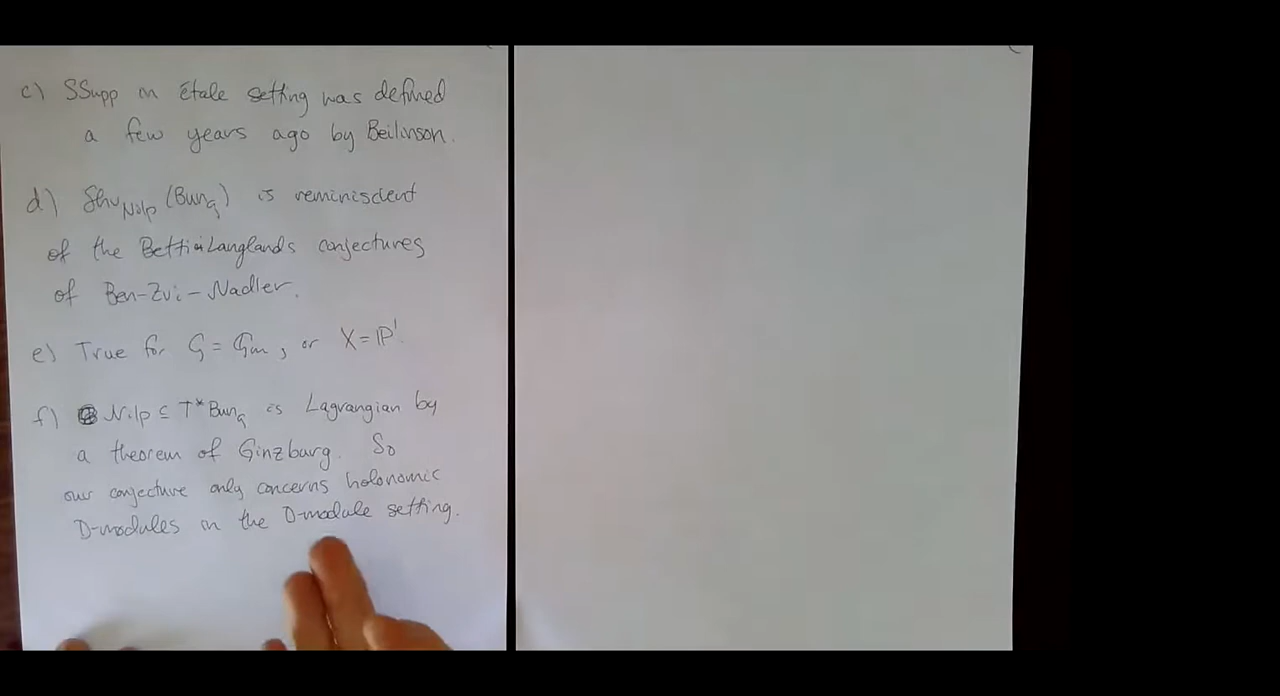 c) SSupp in étale setting was defined
a few years ago by Beilinson.
d) Shv_Nilp (Bun_G) is reminiscent
of the Betti Langlands conjectures
of Ben-Zvi-Nadler.
e) True for G = G_m, or X = ℙ¹.
f) Nilp ⊆ T*Bun_G is Lagrangian by
a theorem of Ginzburg. So
our conjecture only concerns holonomic
D-modules in the D-module setting.